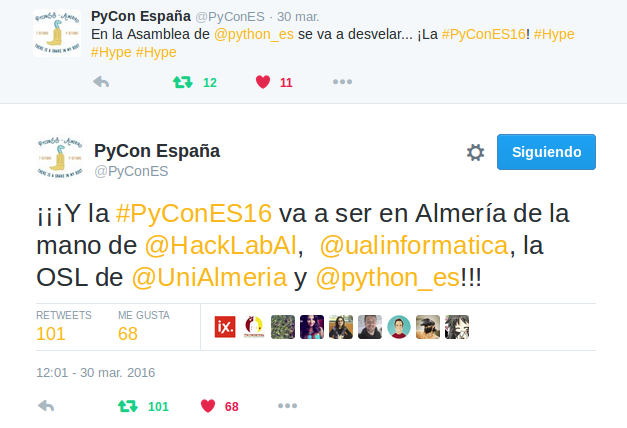 PyCon España @PyConES · 30 mar.
En la Asamblea de @python_es se va a desvelar... ¡La #PyConES16! #Hype
#Hype #Hype
12 11
PyCon España
@PyConES
Siguiendo
¡¡¡Y la #PyConES16 va a ser en Almería de la
mano de @HackLabAl, @ualinformatica, la
OSL de @UniAlmeria y @python_es!!!
RETWEETS ME GUSTA
101 68
ix.
12:01 - 30 mar. 2016
101 68